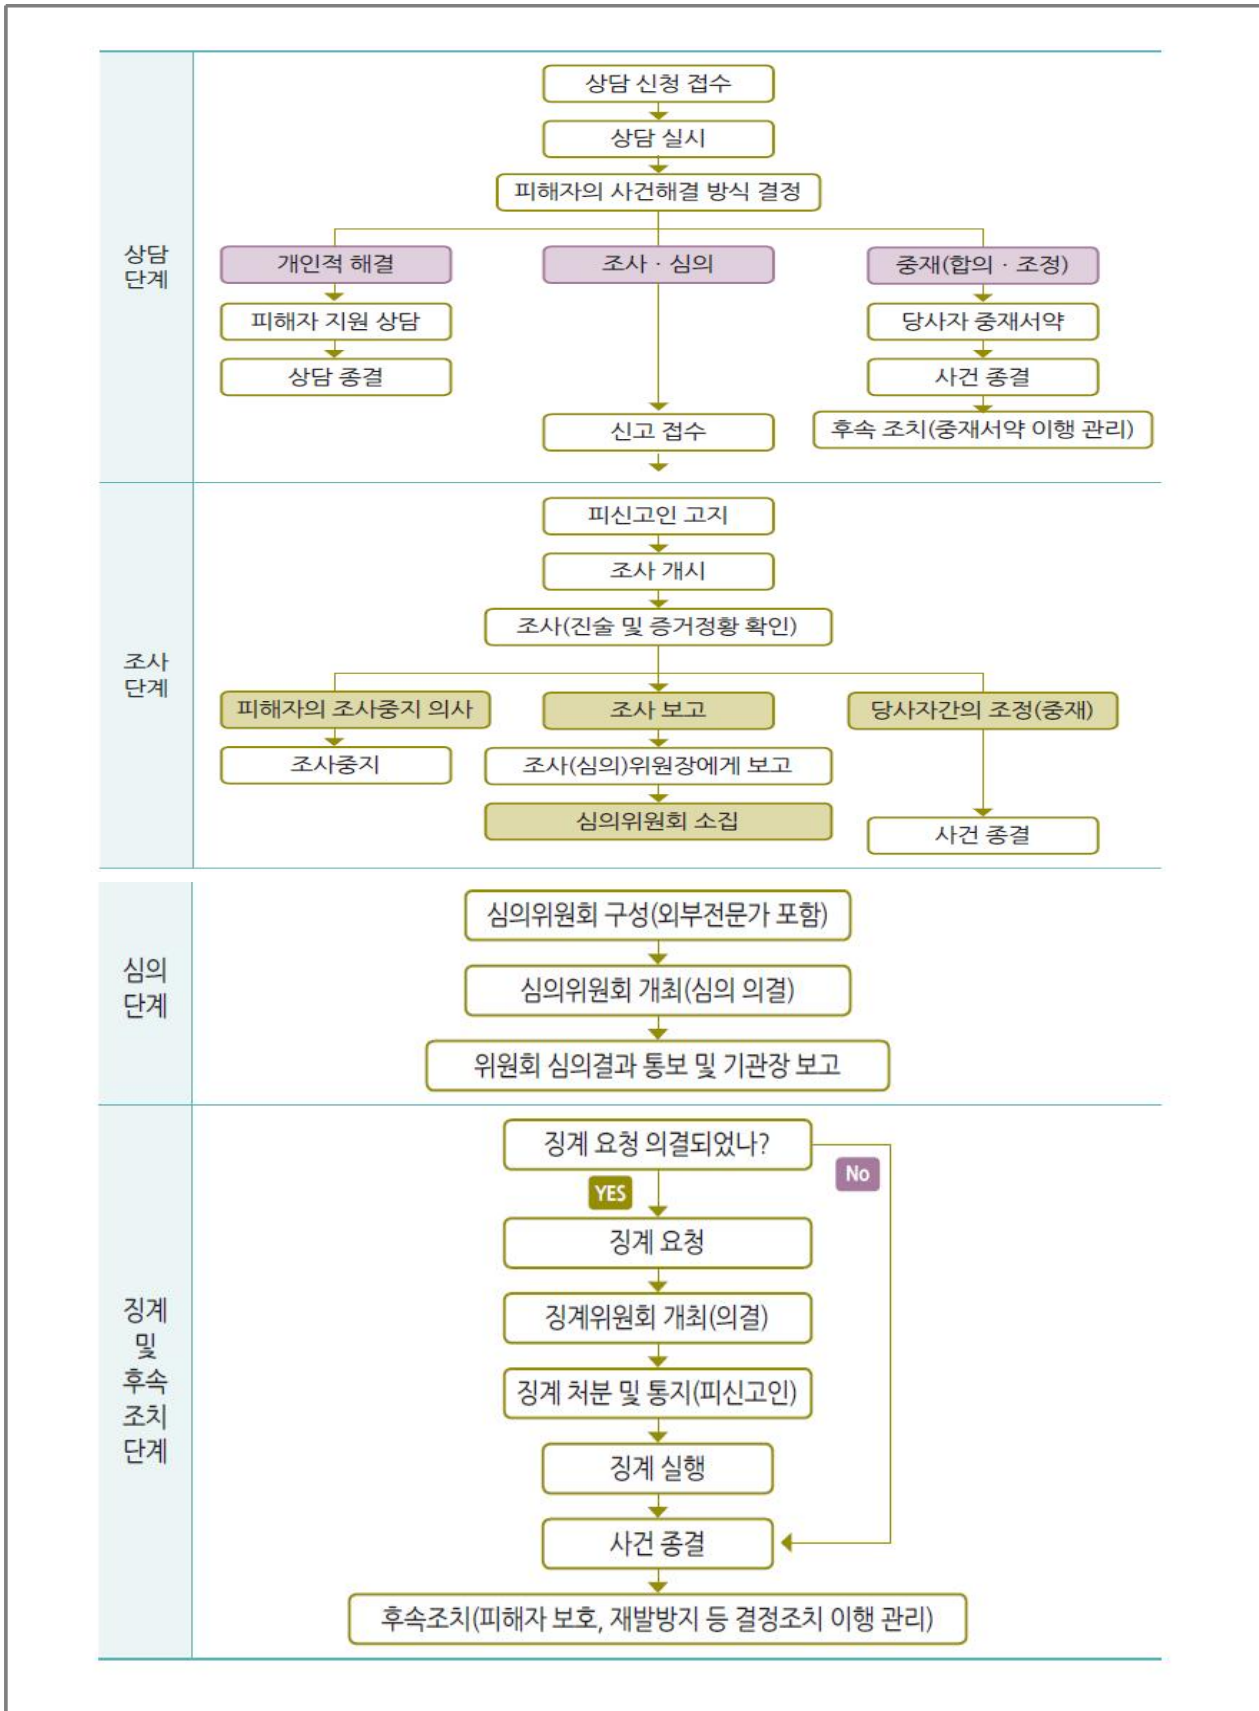 상담
단계
상담 신청 접수
상담 실시
피해자의 사건해결 방식 결정
개인적 해결
조사 · 심의
중재(합의 · 조정)
피해자 지원 상담
당사자 중재서약
상담 종결
사건 종결
신고 접수
후속 조치(중재서약 이행 관리)
조사
단계
피신고인 고지
조사 개시
조사(진술 및 증거정황 확인)
피해자의 조사중지 의사
조사 보고
당사자간의 조정(중재)
조사중지
조사(심의)위원장에게 보고
심의위원회 소집
사건 종결
심의
단계
심의위원회 구성(외부전문가 포함)
심의위원회 개최(심의 의결)
위원회 심의결과 통보 및 기관장 보고
징계
및
후속
조치
단계
징계 요청 의결되었나?
No
YES
징계 요청
징계위원회 개최(의결)
징계 처분 및 통지(피신고인)
징계 실행
사건 종결
후속조치(피해자 보호, 재발방지 등 결정조치 이행 관리)